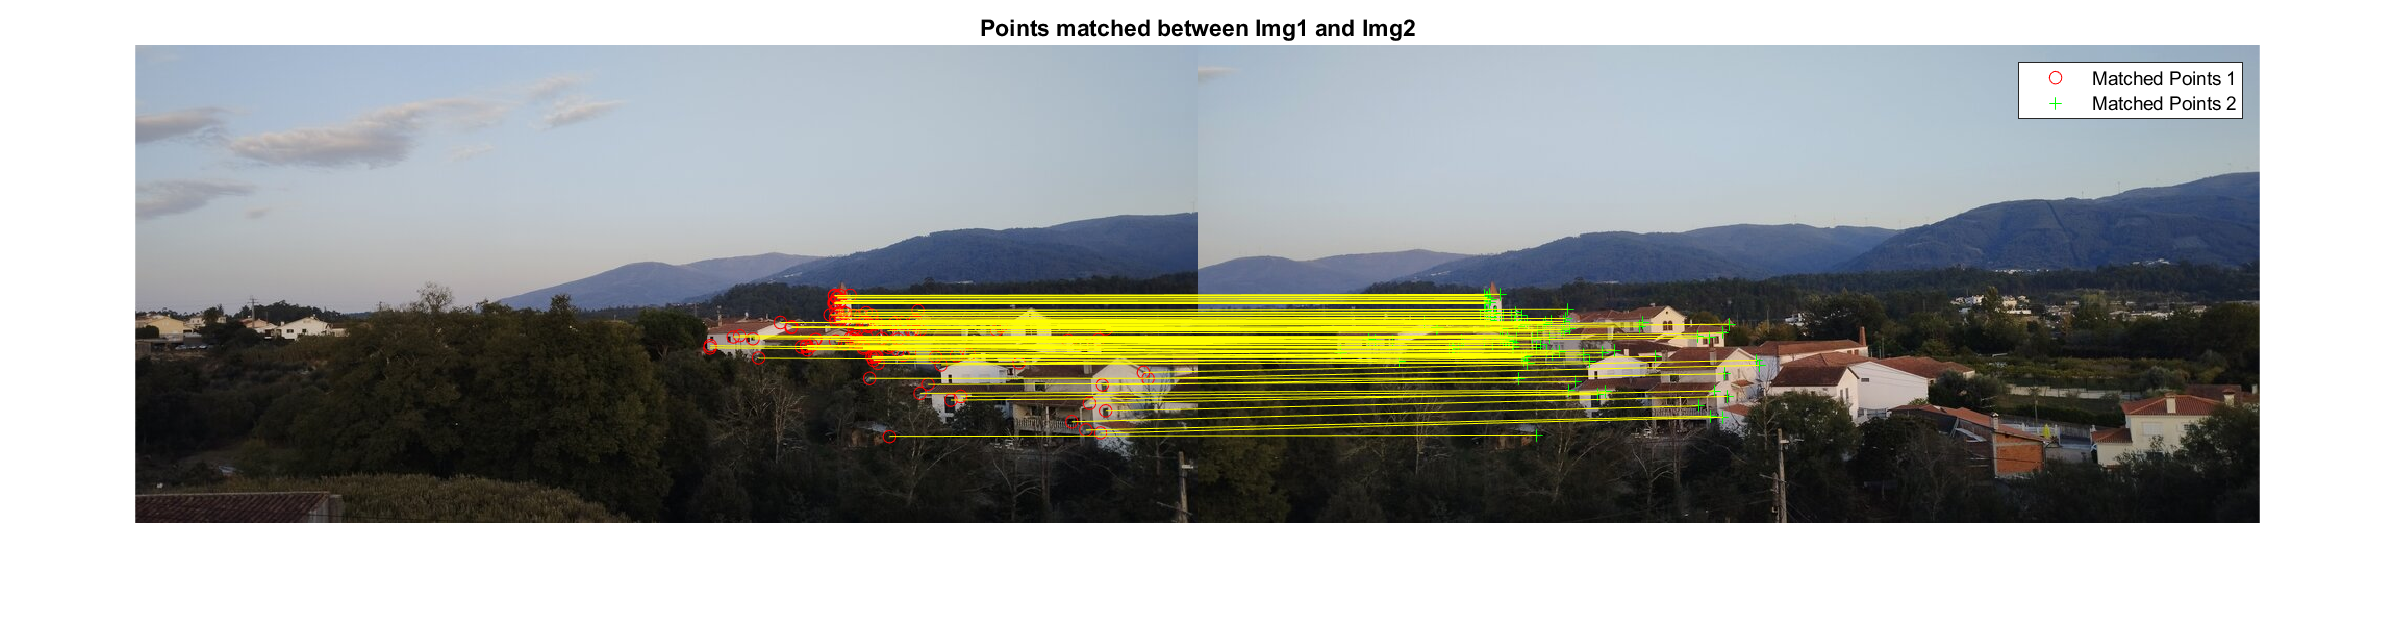 Points matched between Img1 and Img2
Matched Points 1
Matched Points 2